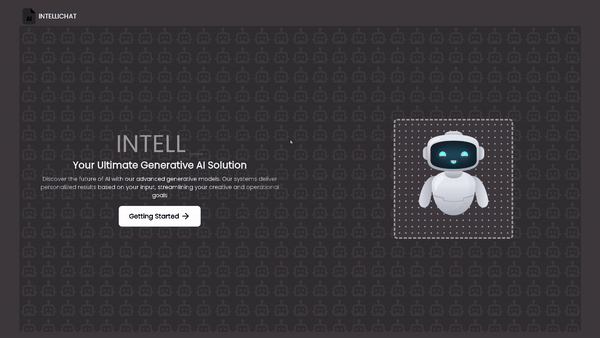 INTELLICHAT
INTELL
Your Ultimate Generative AI Solution
Discover the future of AI with our advanced generative models. Our systems deliver
personalized results based on your input, streamlining your creative and operational
goals
Getting Started